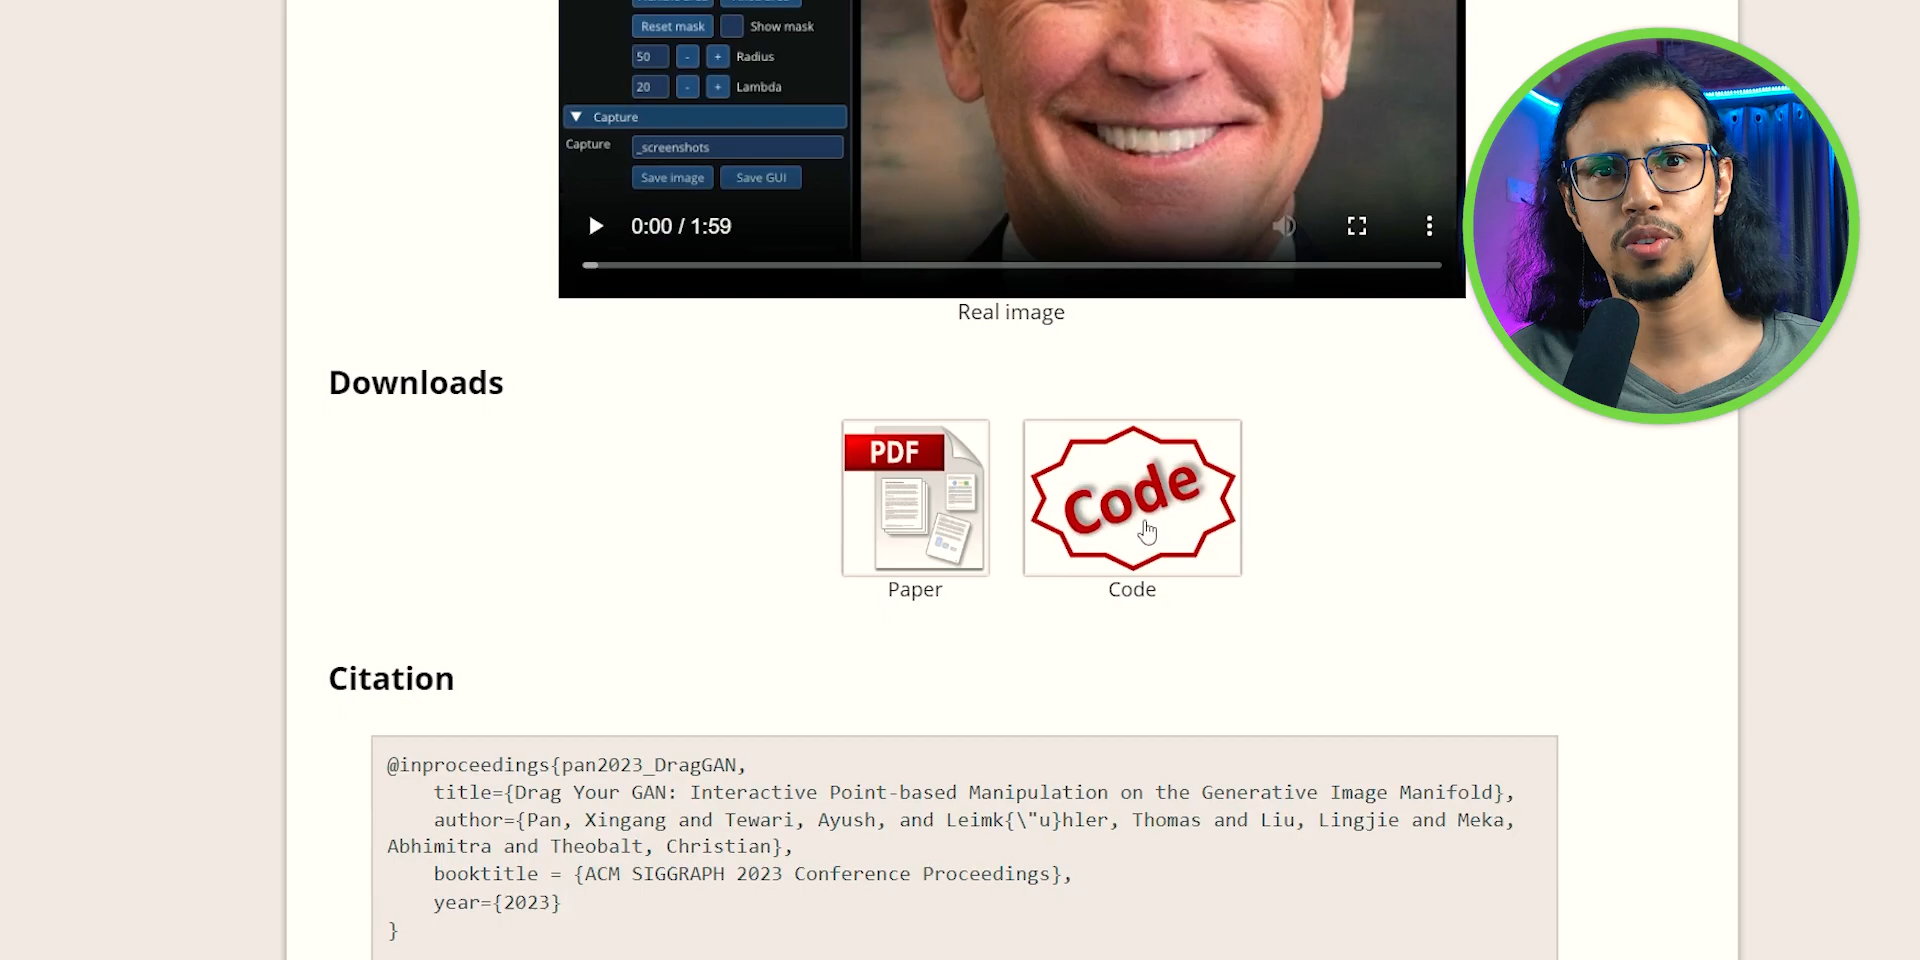 Reset mask Show mask
50 - + Radius
20 - + Lambda
Capture
Capture _screenshots
Save image Save GUI
0:00 / 1:59
Real image
Downloads
PDF
Code
Paper
Code
Citation
@inproceedings{pan2023_DragGAN,
title={Drag Your GAN: Interactive Point-based Manipulation on the Generative Image Manifold},
author={Pan, Xingang and Tewari, Ayush, and Leimk{\"u}hler, Thomas and Liu, Lingjie and Meka,
Abhimitra and Theobalt, Christian},
booktitle = {ACM SIGGRAPH 2023 Conference Proceedings},
year={2023}
}